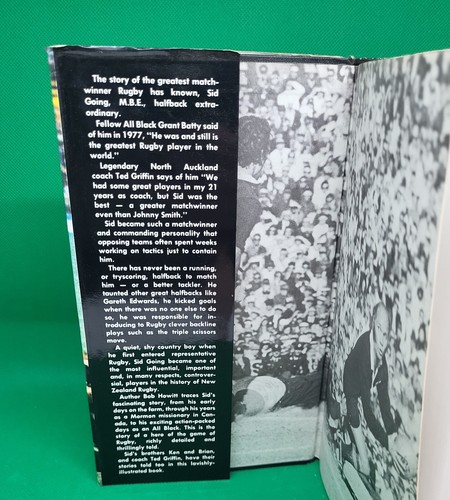 The story of the greatest match-
winner Rugby has known, Sid
Going, M.B.E., halfback extra-
ordinary.
Fellow All Black Grant Batty said
of him in 1977, "He was and still is
the greatest Rugby player in the
world."
Legendary North Auckland
coach Ted Griffin says of him "We
had some great players in my 21
years as coach, but Sid was the
best — a greater matchwinner
even than Johnny Smith."
Sid became such a matchwinner
and commanding personality that
opposing teams often spent weeks
working on tactics just to contain
him.
There has never been a running,
or tryscoring, halfback to match
him — or a better tackler. He
taunted other great halfbacks like
Gareth Edwards, he kicked goals
when there was no one else to do
so, he was responsible for in-
troducing to Rugby clever backline
plays such as the triple scissors
move.
A quiet, shy country boy when
he first entered representative
Rugby, Sid Going became one of
the most influential, important
and, in many respects, controver-
sial, players in the history of New
Zealand Rugby.
Author Bob Howitt traces Sid's
fascinating story, from his early
days on the farm, through his years
as a Mormon missionary in Can-
ada, to his exciting action-packed
days as an All Black. This is the
story of a hero of the game of
Rugby, richly detailed and
thrillingly told.
Sid's brothers Ken and Brian,
and coach Ted Griffin, have their
stories told too in this lavishly-
illustrated book.